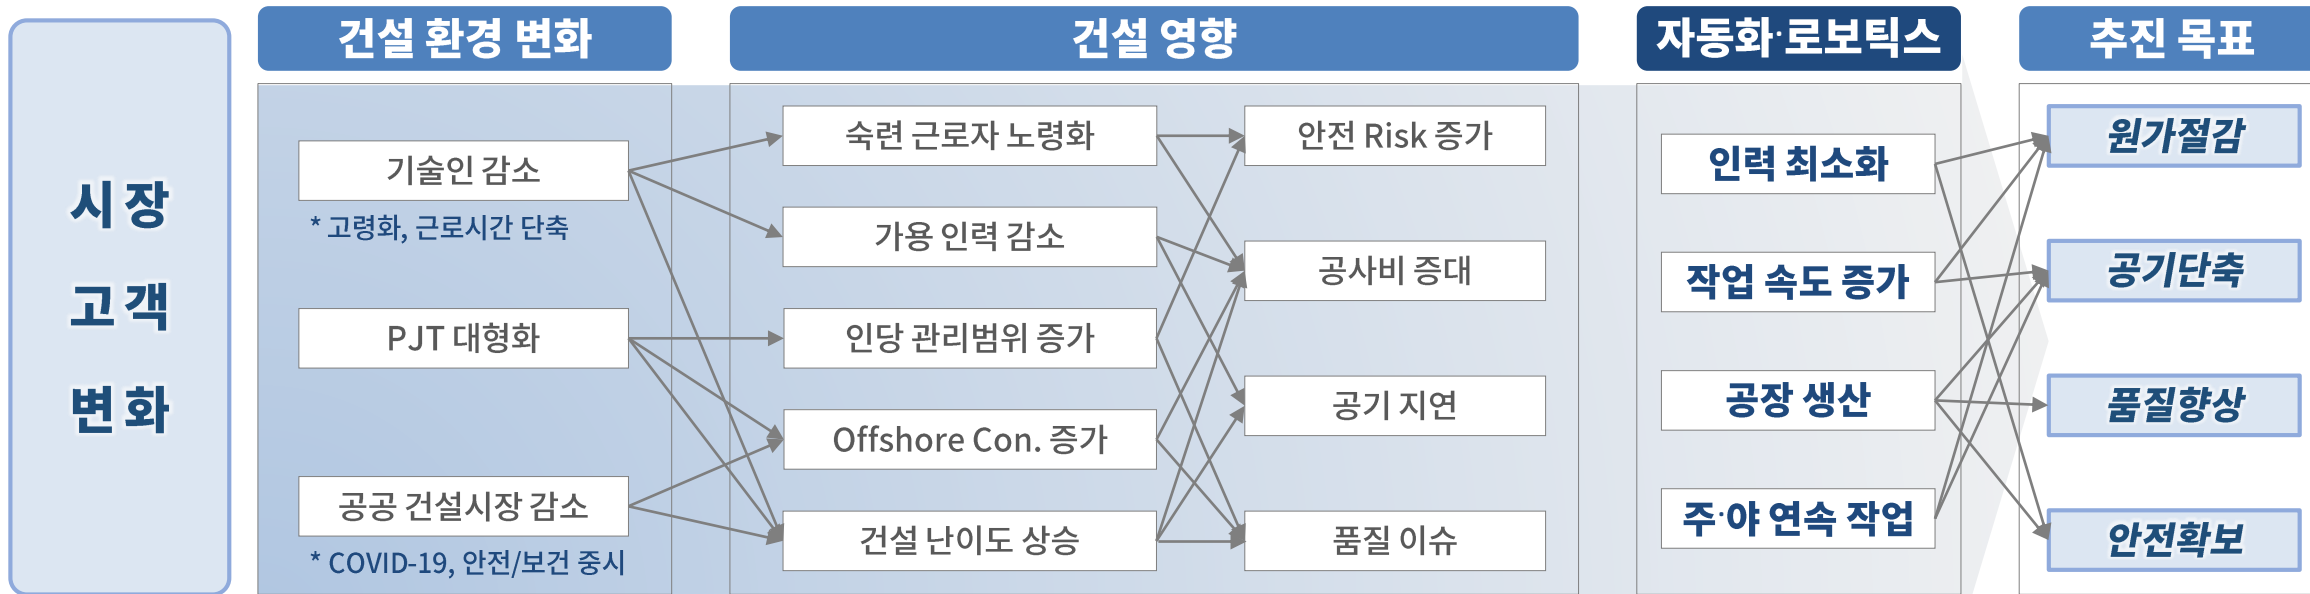 시장
고객
변화
건설 환경 변화
기술인 감소
* 고령화, 근로시간 단축
PJT 대형화
공공 건설시장 감소
* COVID-19, 안전/보건 중시
건설 영향
숙련 근로자 노령화
가용 인력 감소
인당 관리범위 증가
Offshore Con. 증가
건설 난이도 상승
안전 Risk 증가
공사비 증대
공기 지연
품질 이슈
자동화·로보틱스
인력 최소화
작업 속도 증가
공장 생산
주·야 연속 작업
추진 목표
원가절감
공기단축
품질향상
안전확보